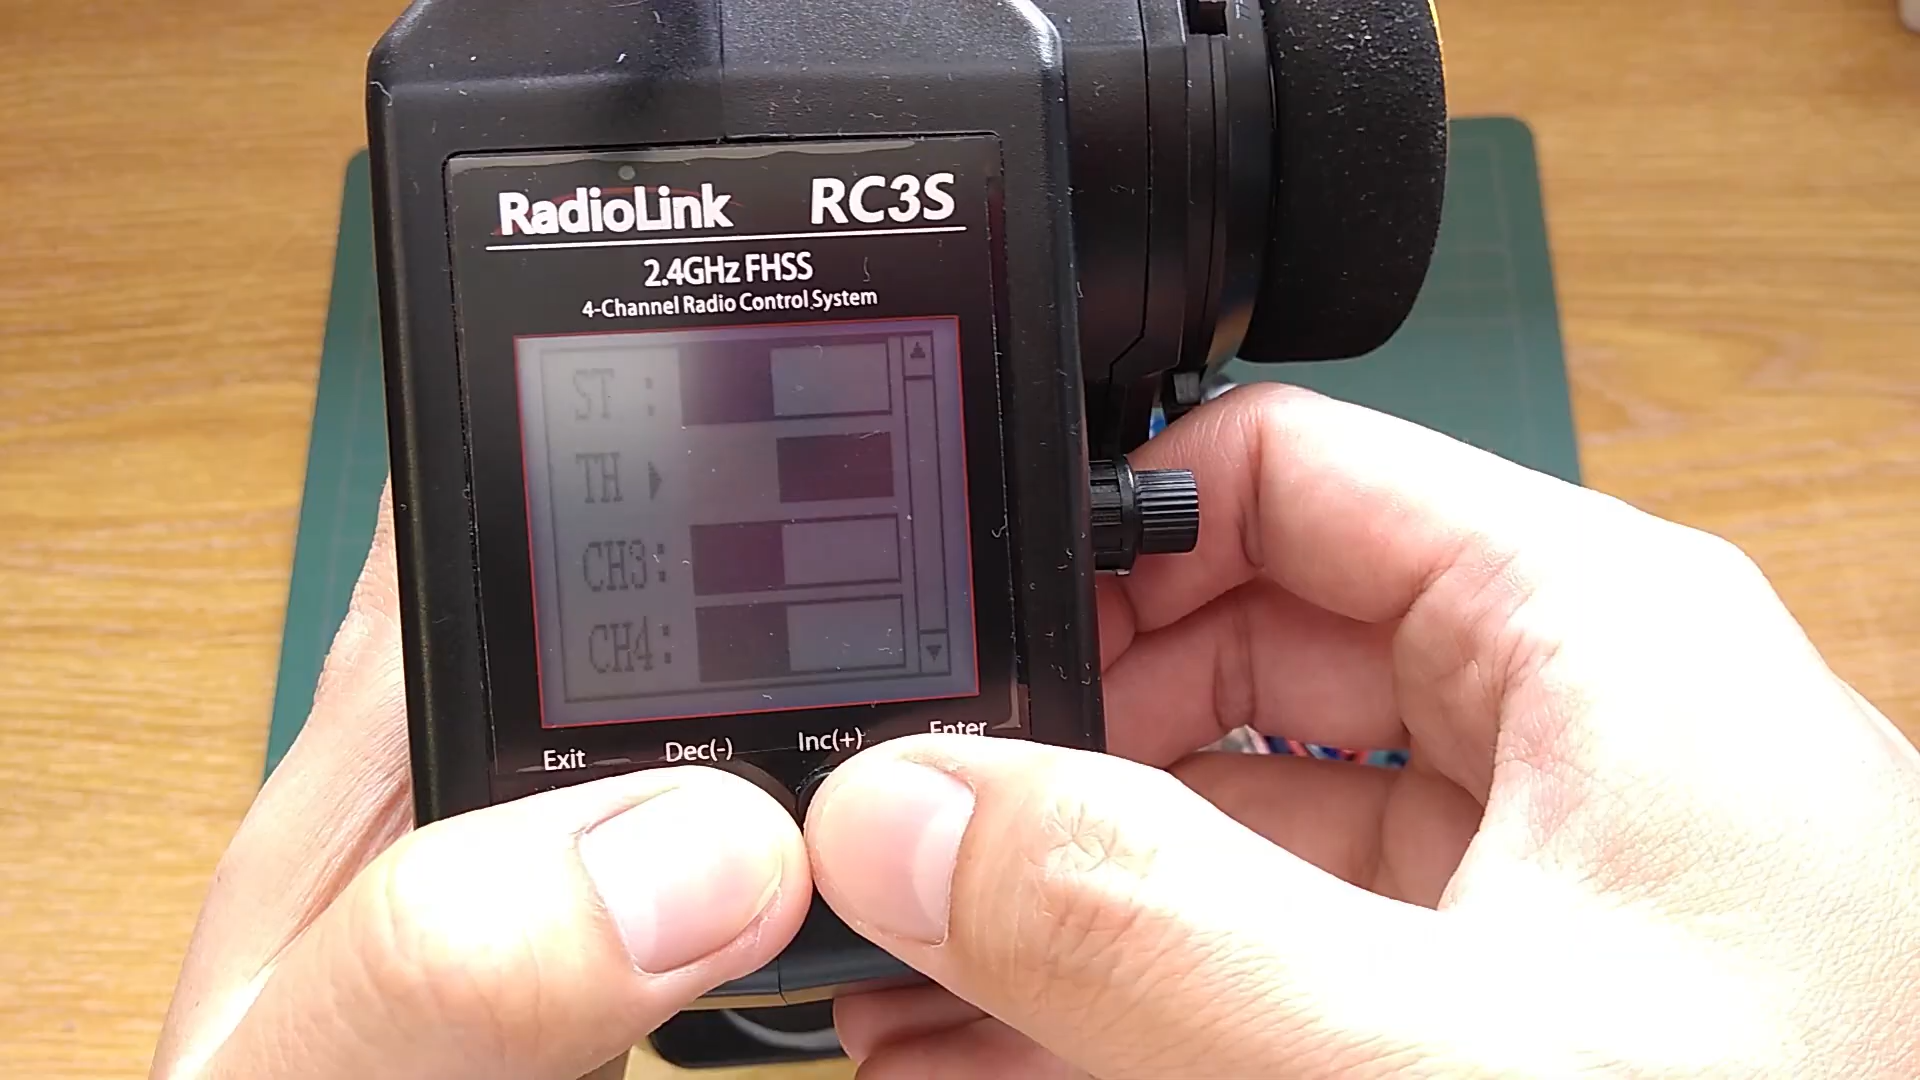 RadioLink RC3S
2.4GHz FHSS
4-Channel Radio Control System
ST :
TH
CH3:
CH4:
Exit Dec(-) Inc(+) Enter